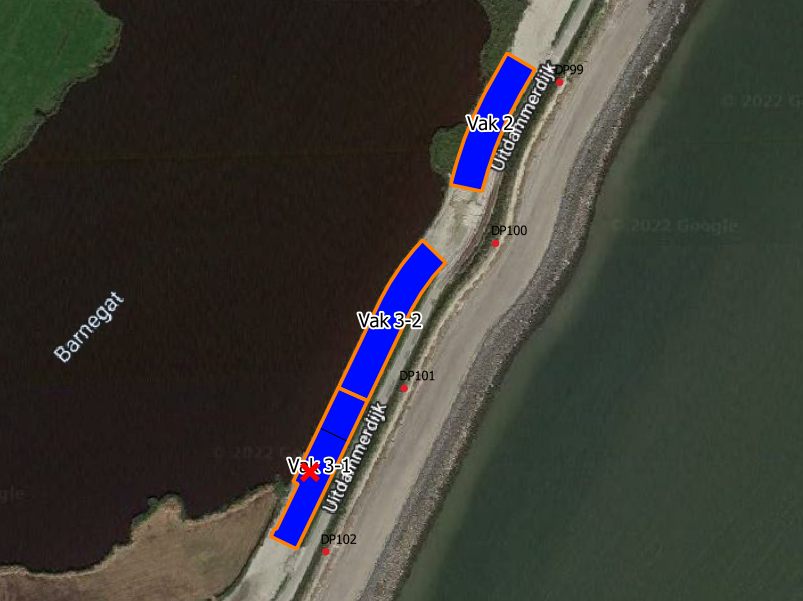 DP99
© 2022 Google
Vak 2
Uitdammerdijk
© 2022 Google
DP100
Barnegat
Vak 3-2
DP101
© 2022 Google
Vak 3-1
Uitdammerdijk
gle
DP102